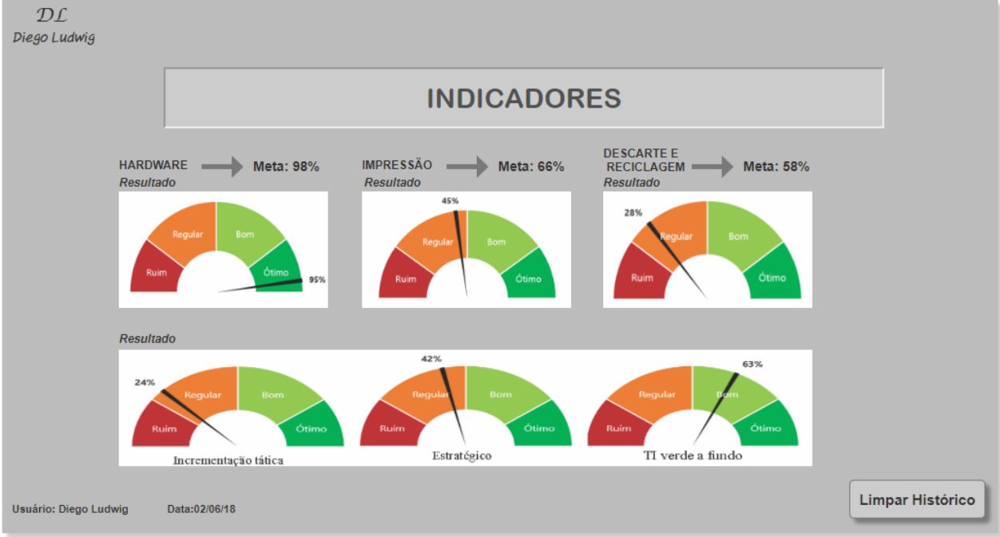 DL
Diego Ludwig
INDICADORES
HARDWARE
Meta: 98%
Resultado
IMPRESSÃO
Meta: 66%
Resultado
DESCARTE E
RECICLAGEM
Meta: 58%
Resultado
Ruim
Regular
Bom
Ótimo
95%
45%
Ruim
Regular
Bom
Ótimo
28%
Ruim
Regular
Bom
Ótimo
Resultado
24%
Ruim
Regular
Bom
Ótimo
Incrementação tática
42%
Ruim
Regular
Bom
Ótimo
Estratégico
63%
Ruim
Regular
Bom
Ótimo
TI verde a fundo
Usuário: Diego Ludwig
Data:02/06/18
Limpar Histórico